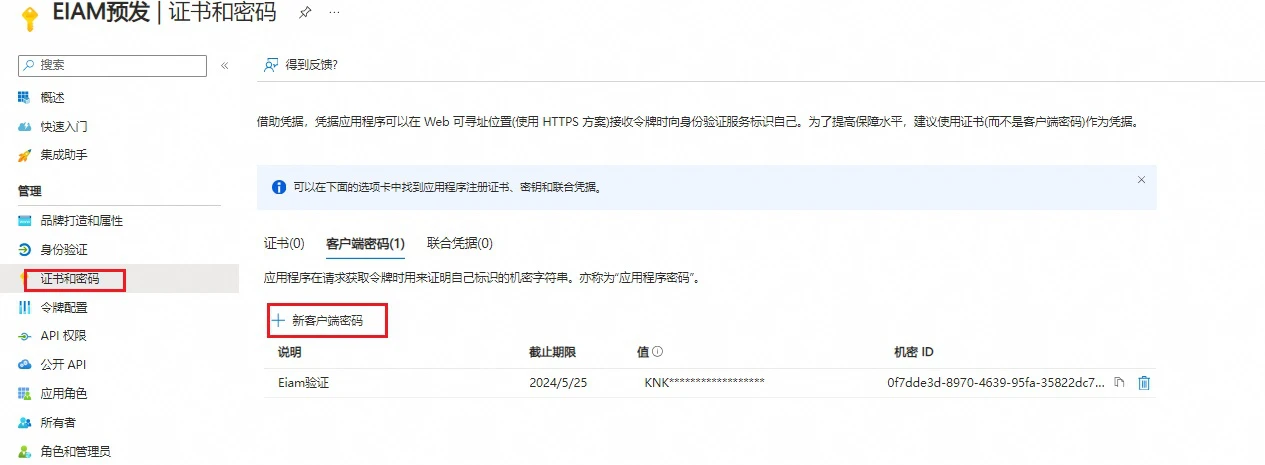 EIAM预发 | 证书和密码
搜索
«
得到反馈?
概述
快速入门
集成助手
管理
品牌打造和属性
身份验证
证书和密码
令牌配置
API 权限
公开 API
应用角色
所有者
角色和管理员
借助凭据，凭据应用程序可以在 Web 可寻址位置(使用 HTTPS 方案)接收令牌时向身份验证服务标识自己。为了提高保障水平，建议使用证书(而不是客户端密码)作为凭据。
可以在下面的选项卡中找到应用程序注册证书、密钥和联合凭据。
证书(0) 客户端密码(1) 联合凭据(0)
应用程序在请求获取令牌时用来证明自己标识的机密字符串。亦称为“应用程序密码”。
新客户端密码
说明 截止期限 值 机密 ID
Eiam验证 2024/5/25 KNK****************** 0f7dde3d-8970-4639-95fa-35822dc7...